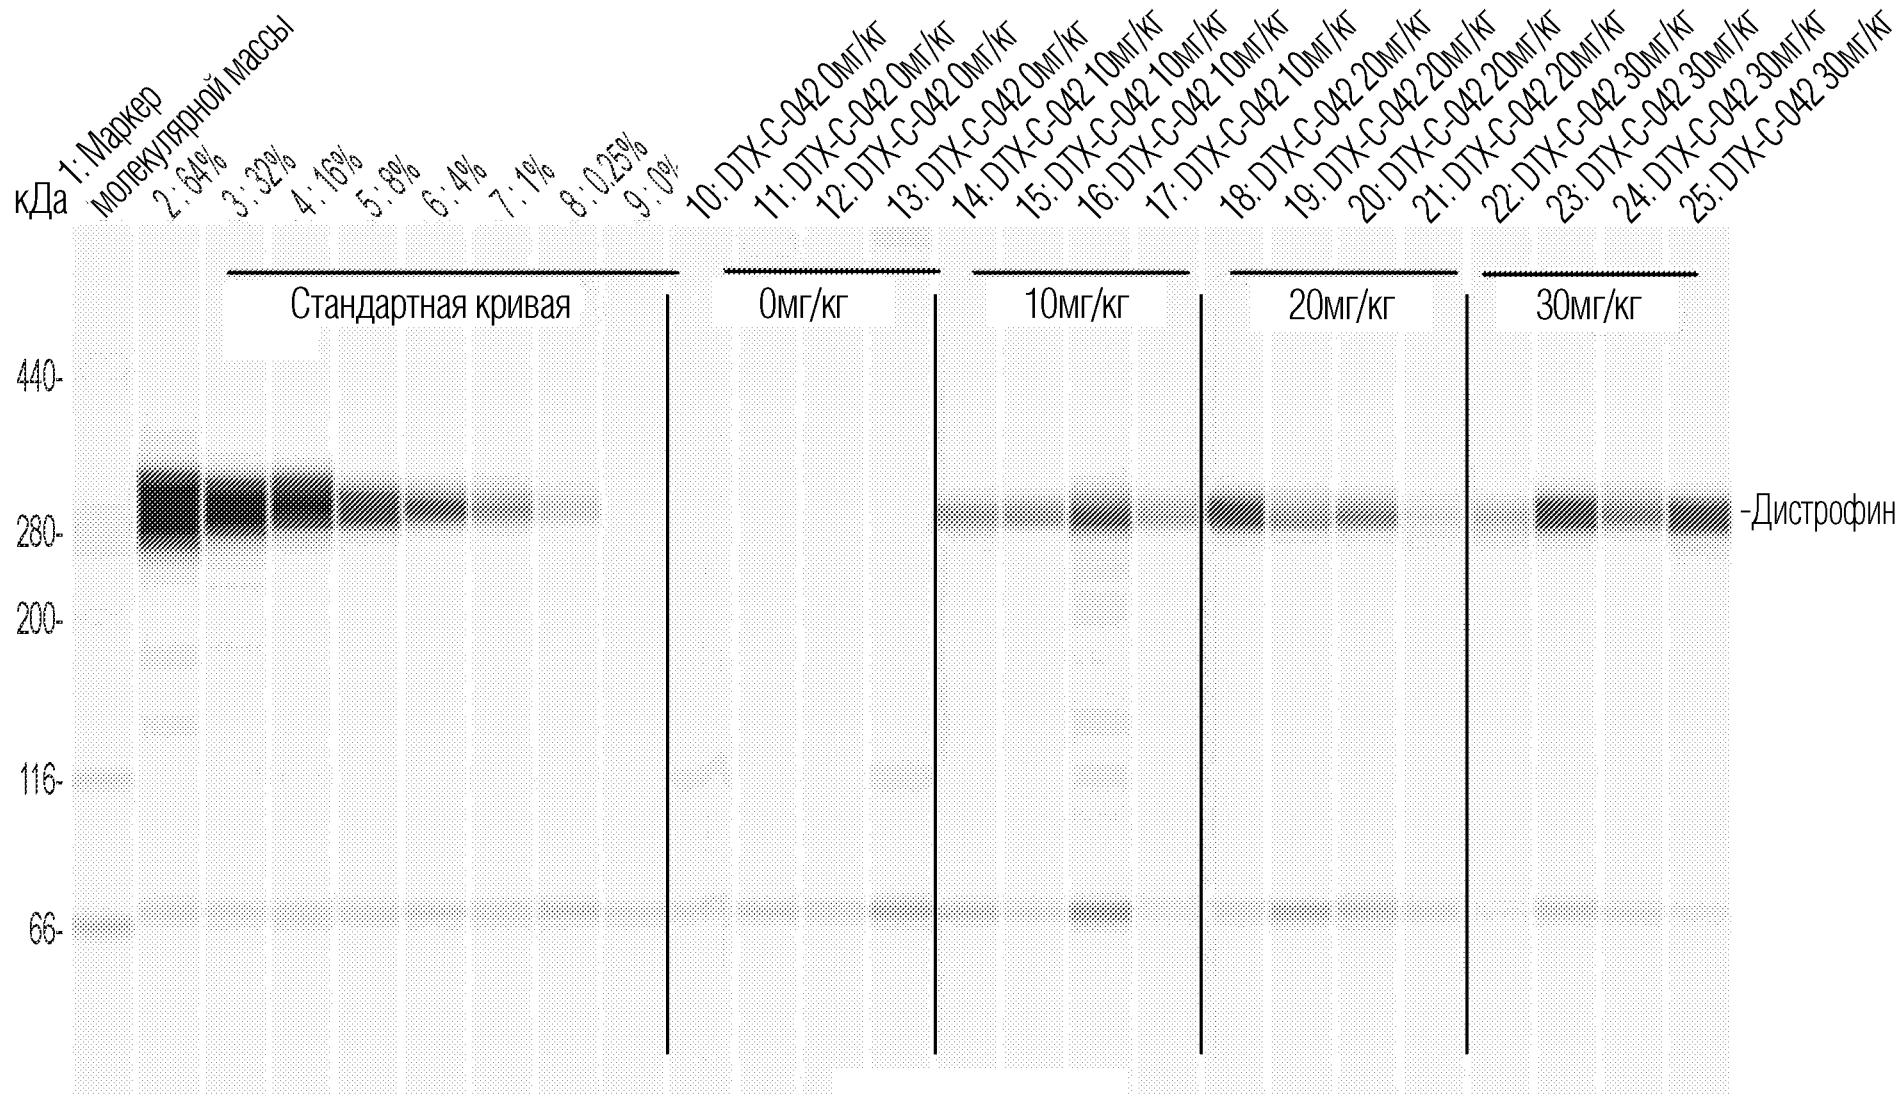 1: Маркер
молекулярной массы
2: 64%
3: 32%
4: 16%
5: 8%
6: 4%
7: 1%
8: 0.25%
9: 0%
10: DTX-C-042 0мг/кг
11: DTX-C-042 0мг/кг
12: DTX-C-042 0мг/кг
13: DTX-C-042 0мг/кг
14: DTX-C-042 10мг/кг
15: DTX-C-042 10мг/кг
16: DTX-C-042 10мг/кг
17: DTX-C-042 10мг/кг
18: DTX-C-042 20мг/кг
19: DTX-C-042 20мг/кг
20: DTX-C-042 20мг/кг
21: DTX-C-042 20мг/кг
22: DTX-C-042 30мг/кг
23: DTX-C-042 30мг/кг
24: DTX-C-042 30мг/кг
25: DTX-C-042 30мг/кг
кДа
Стандартная кривая
0мг/кг
10мг/кг
20мг/кг
30мг/кг
440-
280-
-Дистрофин
200-
116-
66-